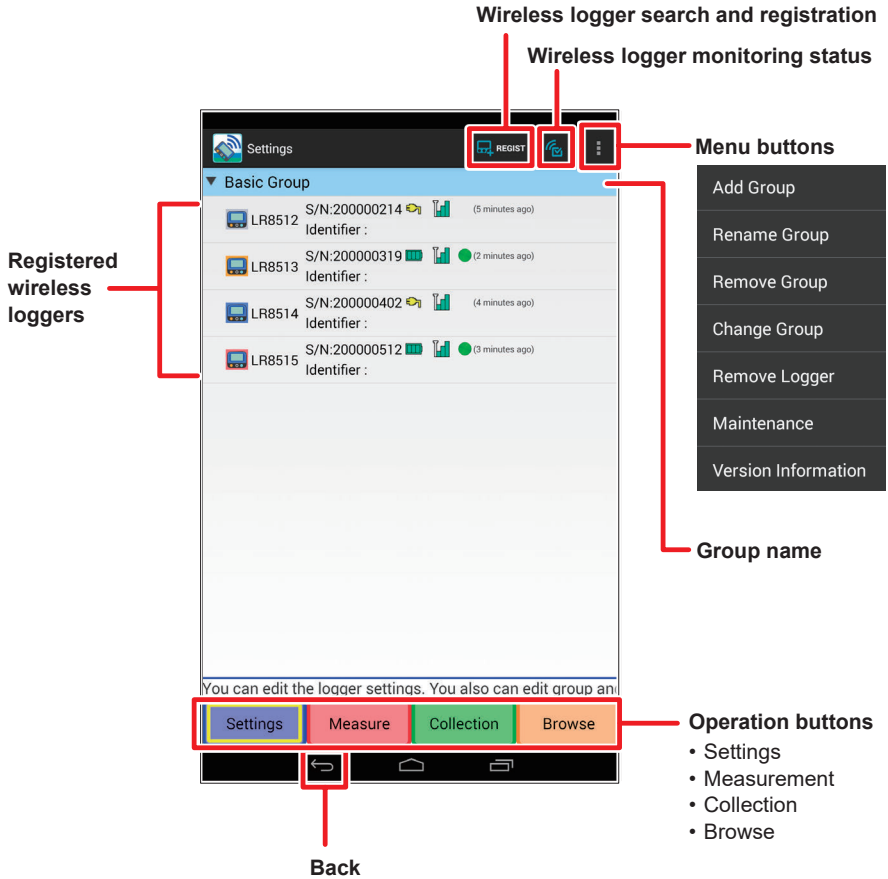 Wireless logger search and registration
Wireless logger monitoring status
Settings
REGIST
Menu buttons
Basic Group
Add Group
Rename Group
Remove Group
Change Group
Remove Logger
Maintenance
Version Information
Registered
wireless
loggers
LR8512
S/N:200000214
(5 minutes ago)
Identifier :
LR8513
S/N:200000319
(2 minutes ago)
Identifier :
LR8514
S/N:200000402
(4 minutes ago)
Identifier :
LR8515
S/N:200000512
(3 minutes ago)
Identifier :
Group name
You can edit the logger settings. You also can edit group an
Settings
Measure
Collection
Browse
Operation buttons
• Settings
• Measurement
• Collection
• Browse
Back